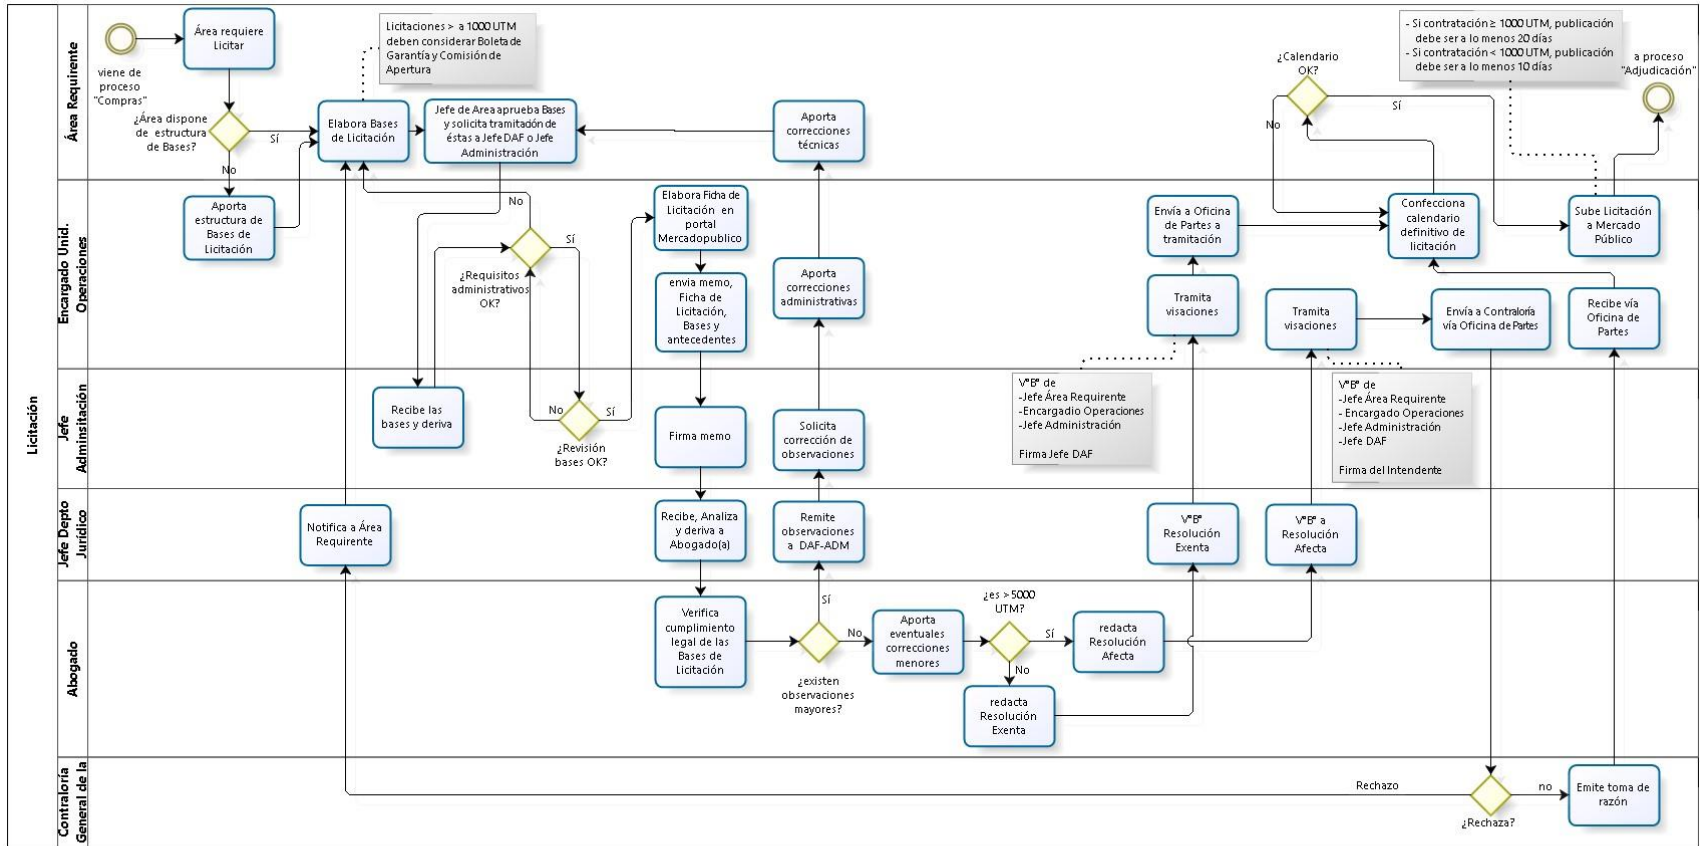 Licitación
Área Requirente
viene de
proceso
"Compras"
Área requiere
Licitar
¿Área dispone
de estructura
de Bases?
Sí
No
Elabora Bases
de Licitación
Licitaciones > a 1000 UTM
deben considerar Boleta de
Garantía y Comisión de
Apertura
Jefe de Area aprueba Bases
y solicita tramitación de
éstas a Jefe DAF o Jefe
Administración
Aporta
correcciones
técnicas
¿Calendario
OK?
No
Sí
- Si contratación ≥ 1000 UTM, publicación
debe ser a lo menos 20 días
- Si contratación < 1000 UTM, publicación
debe ser a lo menos 10 días
a proceso
"Adjudicación"
Encargado Unid.
Operaciones
Aporta
estructura de
Bases de
Licitación
No
Sí
¿Requisitos
administrativos
OK?
Elabora Ficha de
Licitación en
portal
Mercadopublico
envia memo,
Ficha de
Licitación,
Bases y
antecedentes
Aporta
correcciones
administrativas
Envía a Oficina
de Partes a
tramitación
Tramita
visaciones
Tramita
visaciones
Confecciona
calendario
definitivo de
licitación
Envía a Contraloría
vía Oficina de Partes
Sube Licitación
a Mercado
Público
Recibe vía
Oficina de
Partes
Jefe
Adminsitación
Recibe las
bases y deriva
No
Sí
¿Revisión
bases OK?
Firma memo
Solicita
corrección de
observaciones
V°B° de
-Jefe Área Requirente
-Encargadio Operaciones
-Jefe Administración
Firma Jefe DAF
V°B° de
-Jefe Área Requirente
- Encargado Operaciones
-Jefe Administración
-Jefe DAF
Firma del Intendente
Jefe Depto
Jurídico
Notifica a Área
Requirente
Recibe, Analiza
y deriva a
Abogado(a)
Remite
observaciones
a DAF-ADM
V°B°
Resolución
Exenta
V°B° a
Resolución
Afecta
Abogado
Verifica
cumplimiento
legal de las
Bases de
Licitación
Sí
No
¿existen
observaciones
mayores?
Aporta
eventuales
correcciones
menores
¿es >5000
UTM?
Sí
No
redacta
Resolución
Afecta
redacta
Resolución
Exenta
Contraloría
General de la
Rechazo
¿Rechaza?
no
Emite toma de
razón